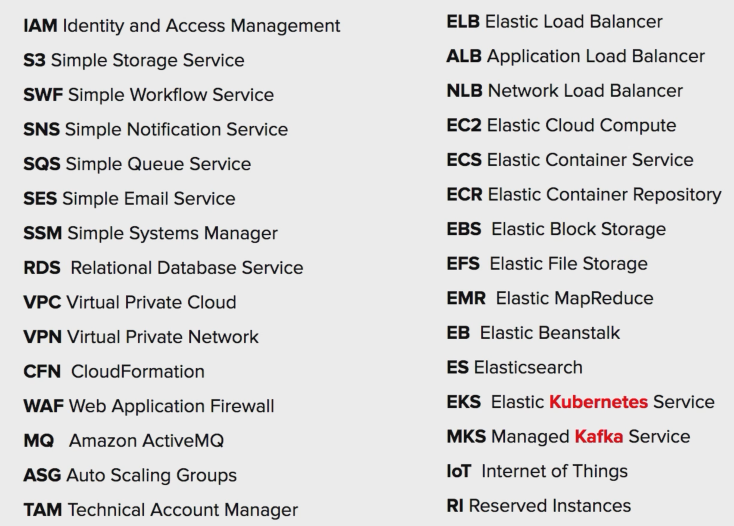 IAM Identity and Access Management
S3 Simple Storage Service
SWF Simple Workflow Service
SNS Simple Notification Service
SQS Simple Queue Service
SES Simple Email Service
SSM Simple Systems Manager
RDS Relational Database Service
VPC Virtual Private Cloud
VPN Virtual Private Network
CFN CloudFormation
WAF Web Application Firewall
MQ Amazon ActiveMQ
ASG Auto Scaling Groups
TAM Technical Account Manager
ELB Elastic Load Balancer
ALB Application Load Balancer
NLB Network Load Balancer
EC2 Elastic Cloud Compute
ECS Elastic Container Service
ECR Elastic Container Repository
EBS Elastic Block Storage
EFS Elastic File Storage
EMR Elastic MapReduce
EB Elastic Beanstalk
ES Elasticsearch
EKS Elastic Kubernetes Service
MKS Managed Kafka Service
IoT Internet of Things
RI Reserved Instances